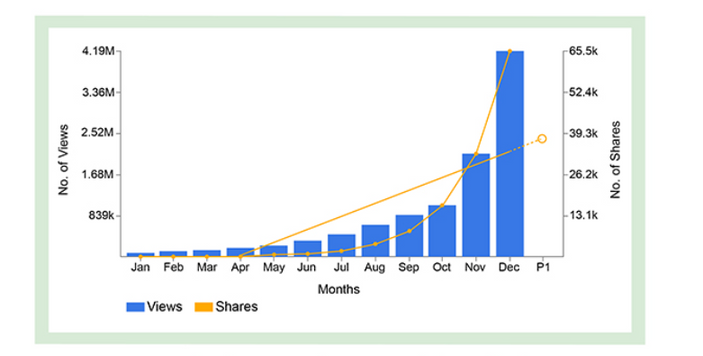 4.19M
3.36M
2.52M
1.68M
839k
No. of Views
65.5k
52.4k
39.3k
26.2k
13.1k
No. of Shares
Jan Feb Mar Apr May Jun Jul Aug Sep Oct Nov Dec P1
Months
Views Shares